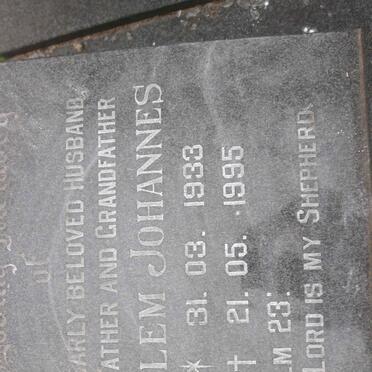 of
ARLY BELOVED HUSBAND
ATHER AND GRANDFATHER
LEM JOHANNES
* 31. 03. 1933
† 21. 05. 1995
LM 23:
LORD IS MY SHEPHERD